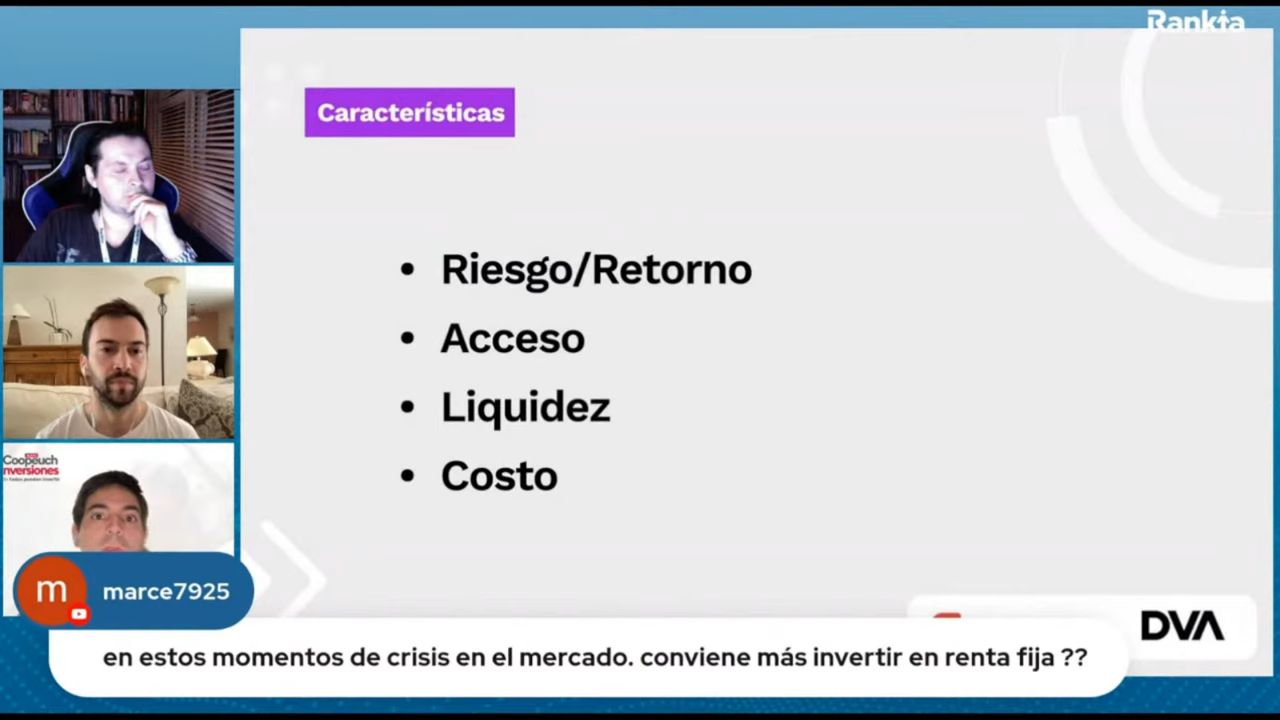 Rankia
Características
• Riesgo/Retorno
• Acceso
• Liquidez
• Costo
Coopeuch
nversiones
m
marce7925
DVA
en estos momentos de crisis en el mercado. conviene más invertir en renta fija ??